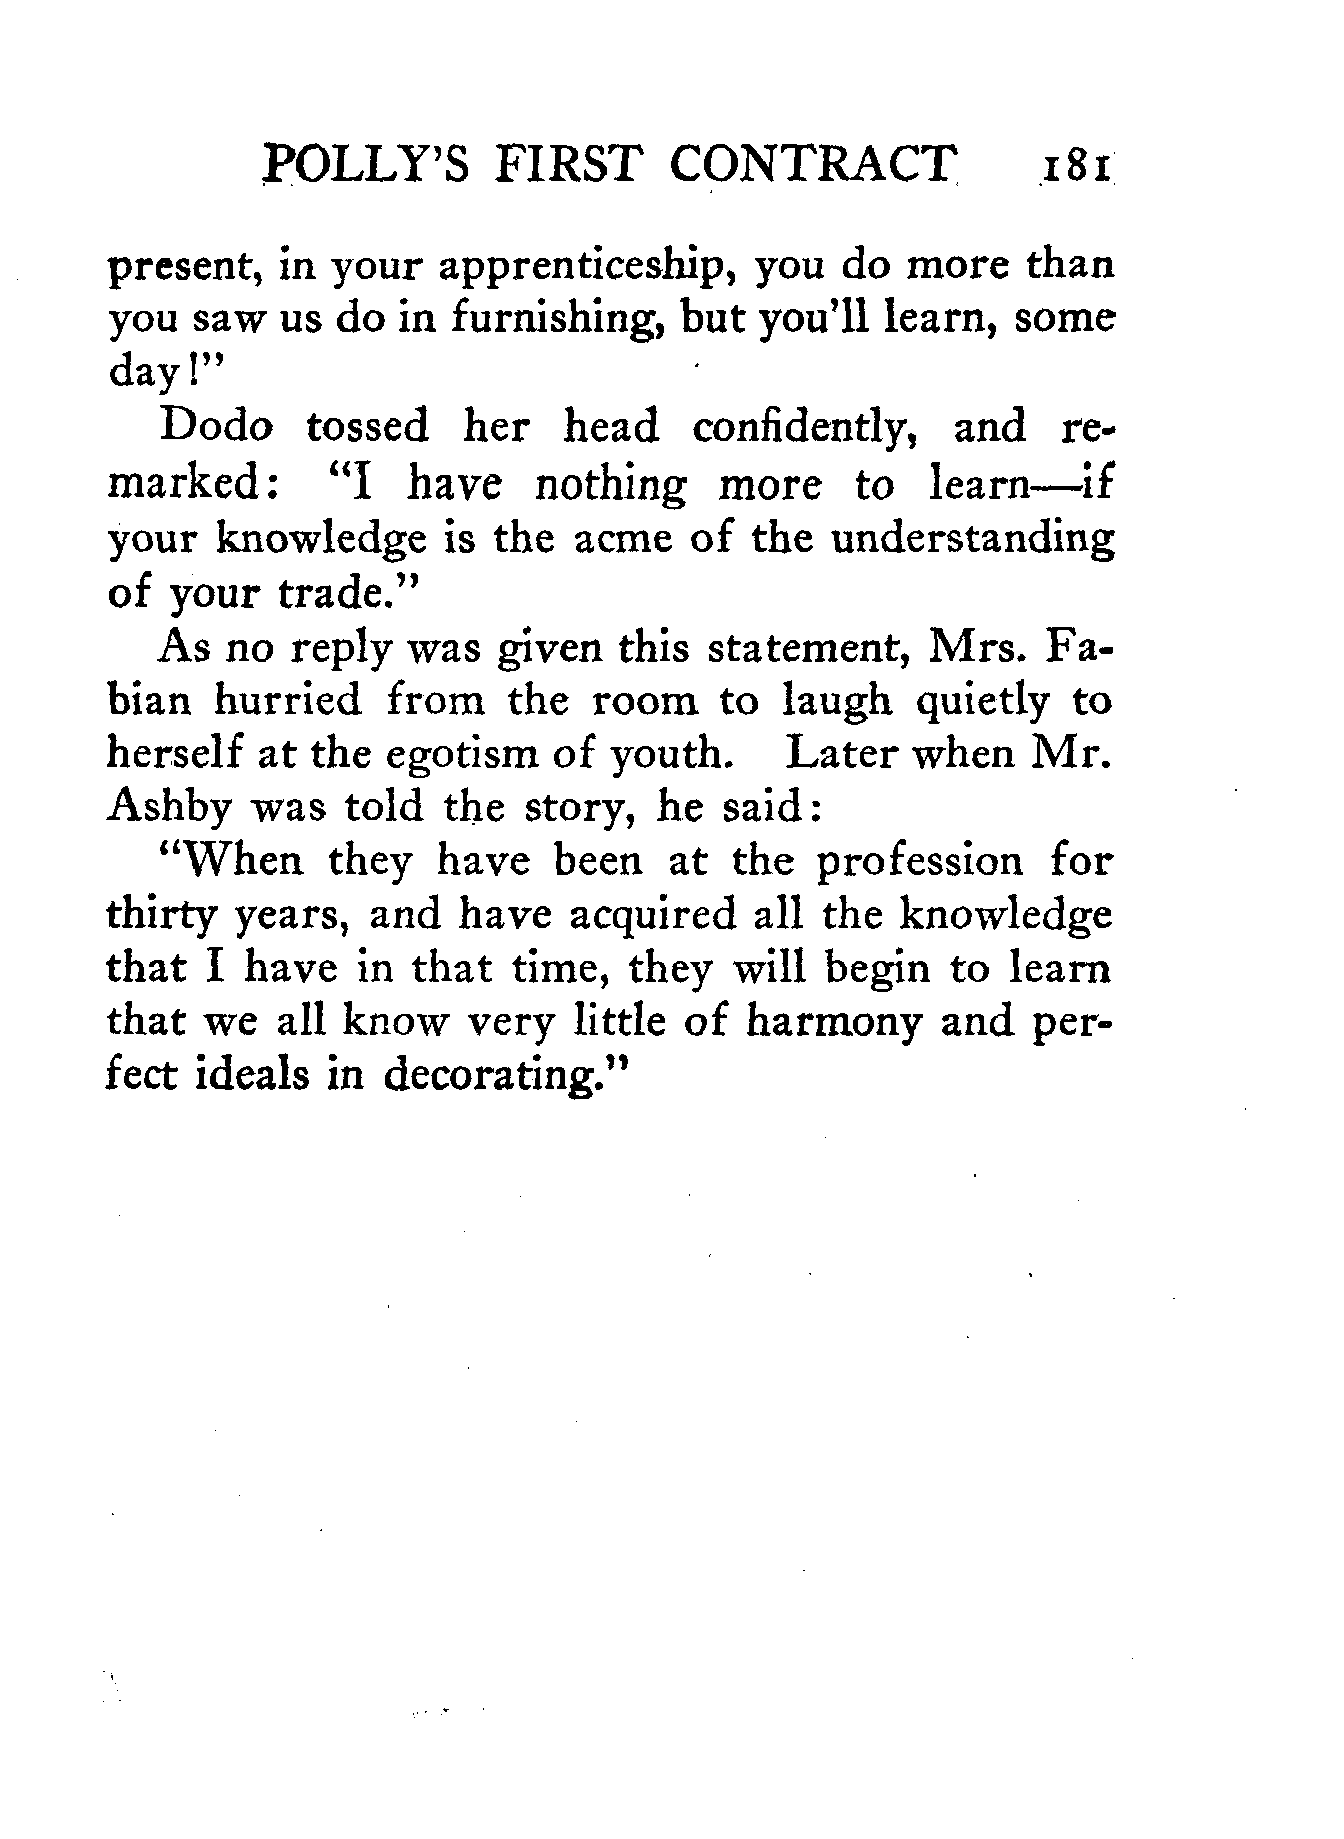 POLLY'S FIRST CONTRACT 181
present, in your apprenticeship, you do more than
you saw us do in furnishing, but you'll learn, some
day!"
Dodo tossed her head confidently, and re-
marked: "I have nothing more to learn—if
your knowledge is the acme of the understanding
of your trade."
As no reply was given this statement, Mrs. Fa-
bian hurried from the room to laugh quietly to
herself at the egotism of youth. Later when Mr.
Ashby was told the story, he said:
"When they have been at the profession for
thirty years, and have acquired all the knowledge
that I have in that time, they will begin to learn
that we all know very little of harmony and per-
fect ideals in decorating."